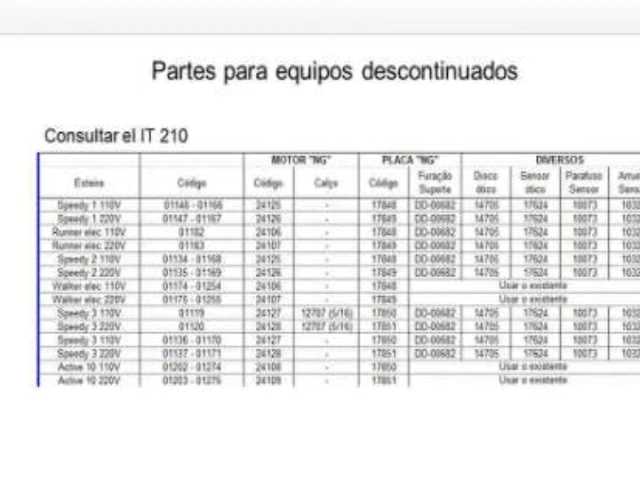 Partes para equipos descontinuados
Consultar el IT 210
MOTOR "NG" PLACA "NG" DIVERSOS
Esteira Código Código Calço Código Furação Suporte Disco ótico Sensor ótico Parafuso Sensor
Speedy 1 110V 01146 - 01166 24125 - 17848 DD-00682 14705 17624 10073
Speedy 1 220V 01147 - 01167 24126 - 17849 DD-00682 14705 17624 10073
Runner elec 110V 24106 - 17848 DD-00682 14705 17624 10073
Runner elec 220V 24107 - 17849 DD-00682 14705 17624 10073
Speedy 2 110V 01134 - 01168 24125 - 17848 DD-00682 14705 17624 10073
Speedy 2 220V 01135 - 01169 24126 - 17849 DD-00682 14705 17624 10073
Walker elec 110V 01174 - 01254 24106 - 17848 Usar o existente
Walker elec 220V 01175 - 01255 24107 - 17849 Usar o existente
Speedy 3 110V 01119 24127 12787 (5/16) 17850 DD-00682 14705 17624 10073
Speedy 3 220V 01120 24128 12787 (5/16) 17851 DD-00682 14705 17624 10073
Speedy 3 110V 01136 - 01170 24127 - 17850 DD-00682 14705 17624 10073
Speedy 3 220V 01137 - 01171 24128 - 17851 DD-00682 14705 17624 10073
Active 10 110V 01202 - 01274 24108 - 17850 Usar o existente
Active 10 220V 01203 - 01275 24109 - 17851 Usar o existente